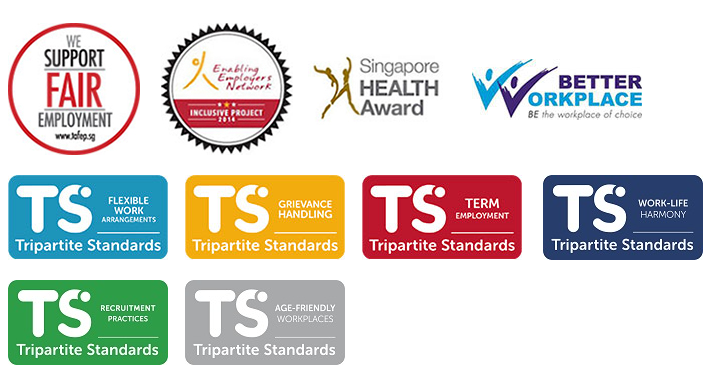 WE
SUPPORT
FAIR
EMPLOYMENT
www.tafep.sg
Enabling
Employers
Network
INCLUSIVE PROJECT
2014
Singapore
HEALTH
Award
BETTER
WORKPLACE
BE the workplace of choice
TS
FLEXIBLE
WORK
ARRANGEMENTS
Tripartite Standards
TS
GRIEVANCE
HANDLING
Tripartite Standards
TS
TERM
EMPLOYMENT
Tripartite Standards
TS
WORK-LIFE
HARMONY
Tripartite Standards
TS
RECRUITMENT
PRACTICES
Tripartite Standards
TS
AGE-FRIENDLY
WORKPLACES
Tripartite Standards